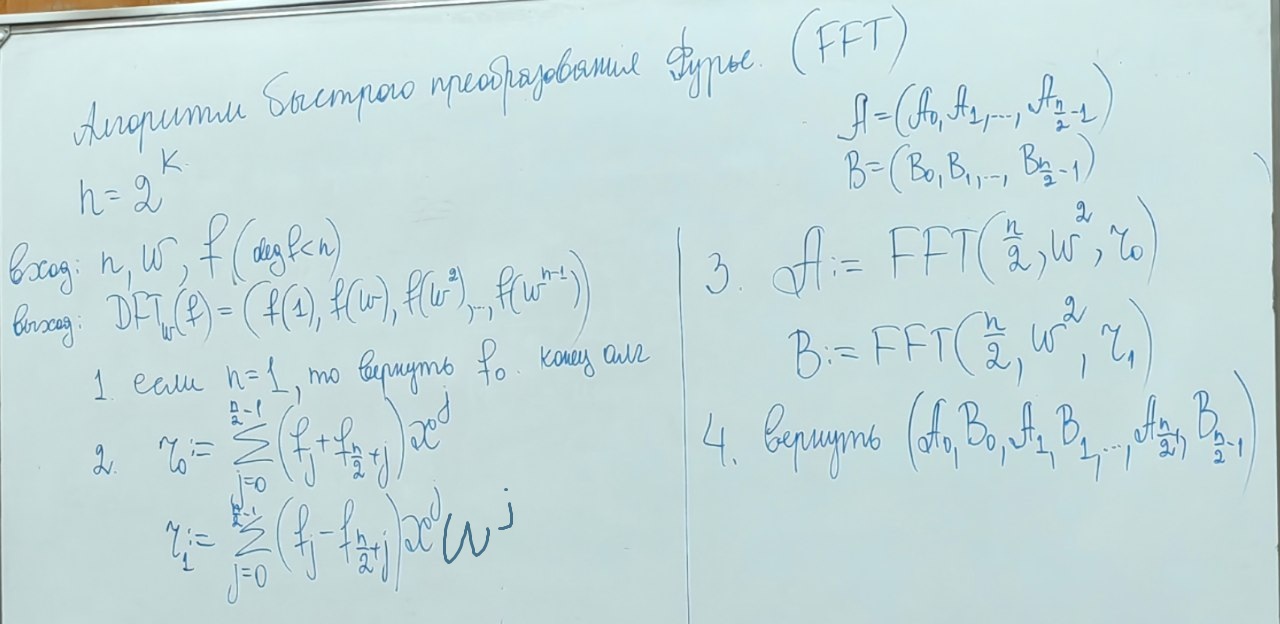 Алгоритм быстрого преобразования Фурье. (FFT)
n = 2^k.
вход: n, w, f (deg f < n)
выход: DFT_w(f) = (f(1), f(w), f(w^2), ..., f(w^{n-1}))
1. если n=1, то вернуть f_0. конец алг
2. r_0 := \sum_{j=0}^{\frac{n}{2}-1} (f_j + f_{\frac{n}{2}+j}) x^j
r_1 := \sum_{j=0}^{\frac{n}{2}-1} (f_j - f_{\frac{n}{2}+j}) x^j w^j
A = (A_0, A_1, ..., A_{\frac{n}{2}-1})
B = (B_0, B_1, ..., B_{\frac{n}{2}-1})
3. A := FFT(\frac{n}{2}, w^2, r_0)
B := FFT(\frac{n}{2}, w^2, r_1)
4. вернуть (A_0, B_0, A_1, B_1, ..., A_{\frac{n}{2}-1}, B_{\frac{n}{2}-1})